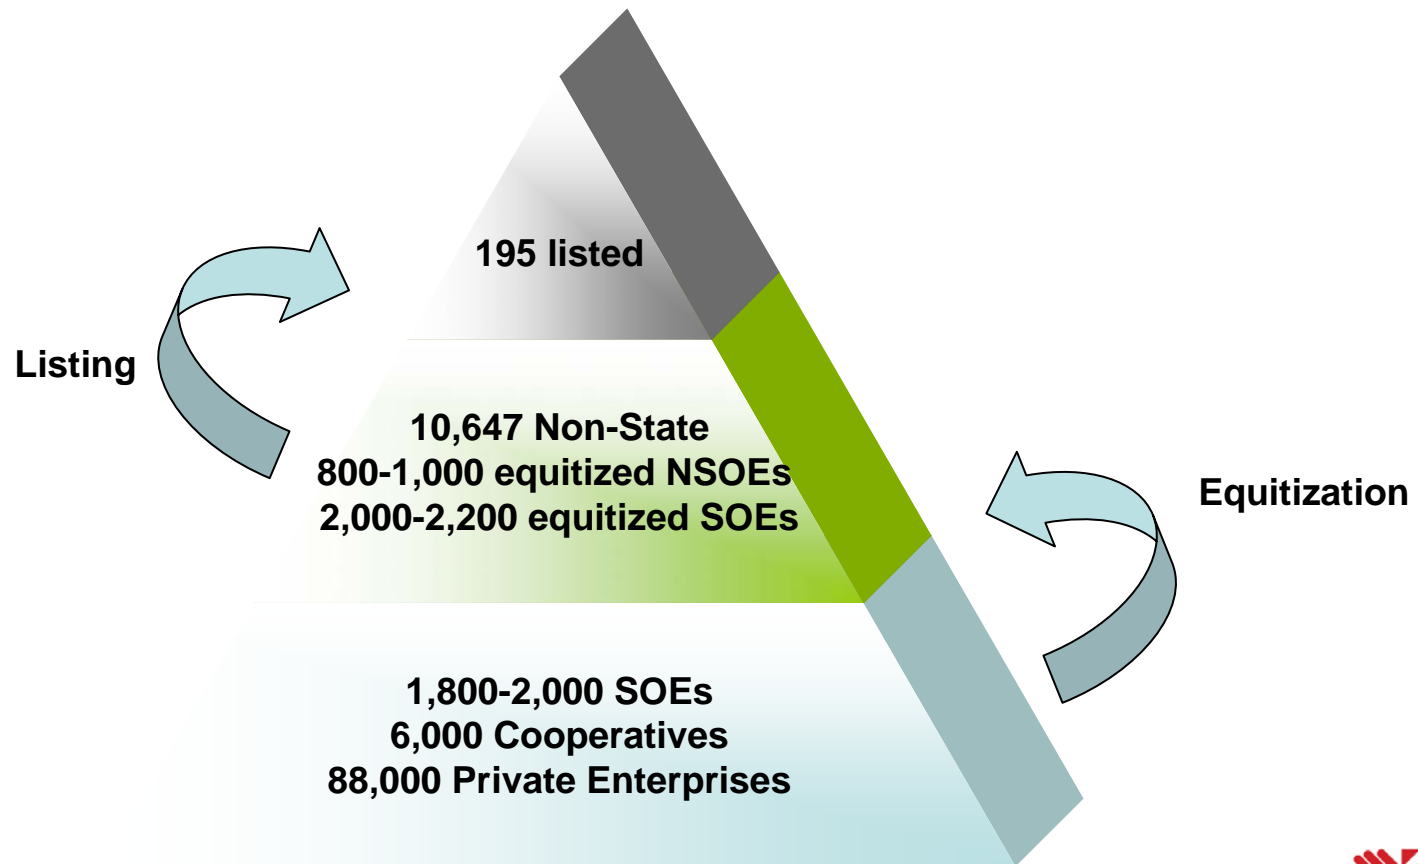 195 listed
Listing
10,647 Non-State
800-1,000 equitized NSOEs
2,000-2,200 equitized SOEs
Equitization
1,800-2,000 SOEs
6,000 Cooperatives
88,000 Private Enterprises